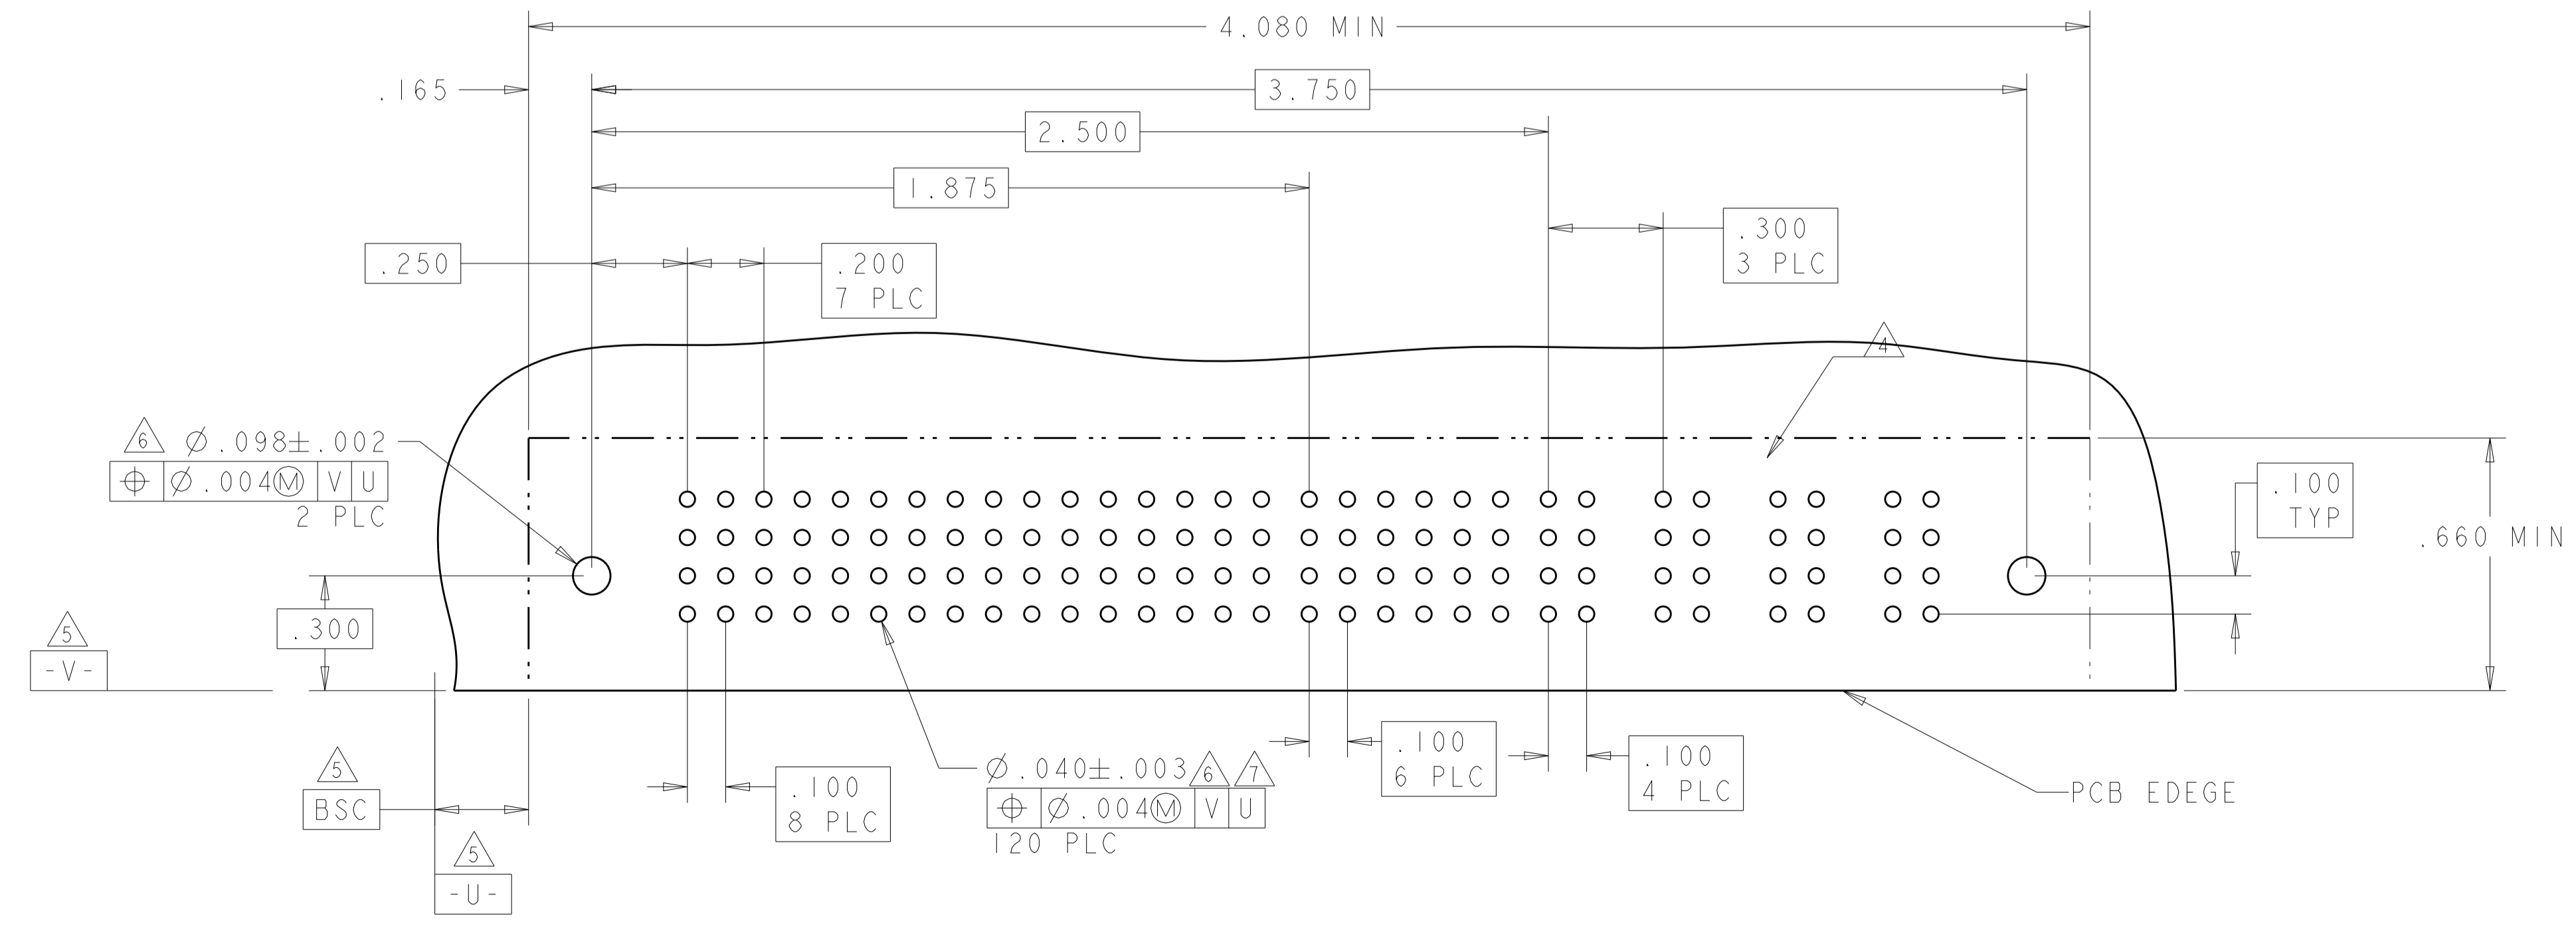 4.080 MIN
.165
3.750
2.500
1.875
.300
3 PLC
.250
.200
7 PLC
4
6 Ø.098±.002
⌖ Ø.004Ⓜ V U
2 PLC
.100
TYP
.660 MIN
.300
5
-V-
5
BSC
5
-U-
.100
8 PLC
Ø.040±.003 6 7
⌖ Ø.004Ⓜ V U
120 PLC
.100
6 PLC
.100
4 PLC
PCB EDEGE